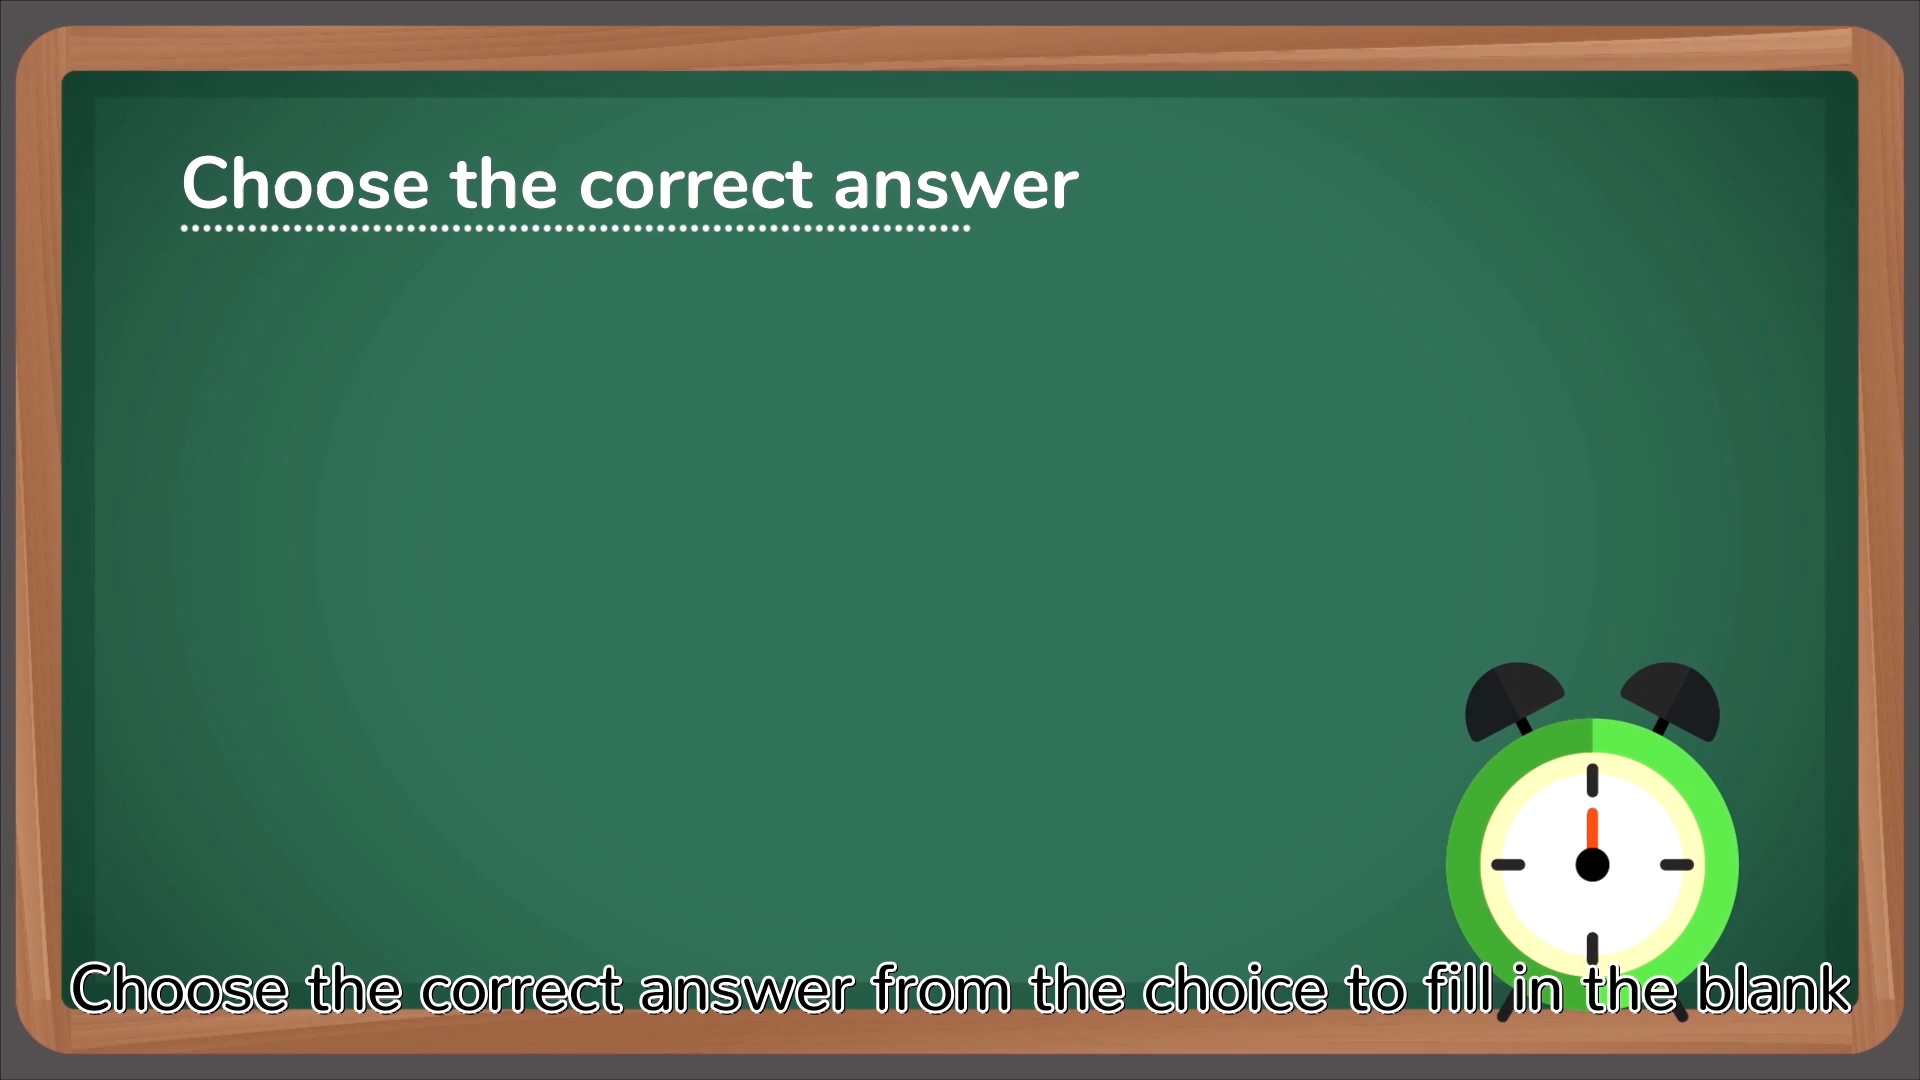 Choose the correct answer
Choose the correct answer from the choice to fill in the blank